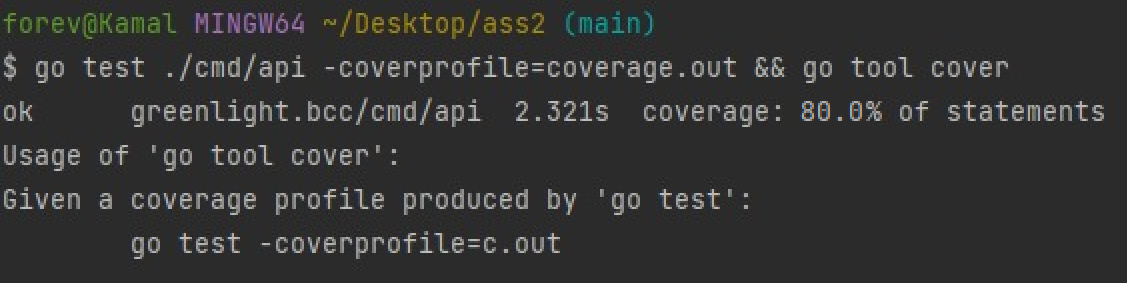 forev@Kamal MINGW64 ~/Desktop/ass2 (main)
$ go test ./cmd/api -coverprofile=coverage.out && go tool cover
ok      greenlight.bcc/cmd/api  2.321s  coverage: 80.0% of statements
Usage of 'go tool cover':
Given a coverage profile produced by 'go test':
        go test -coverprofile=c.out